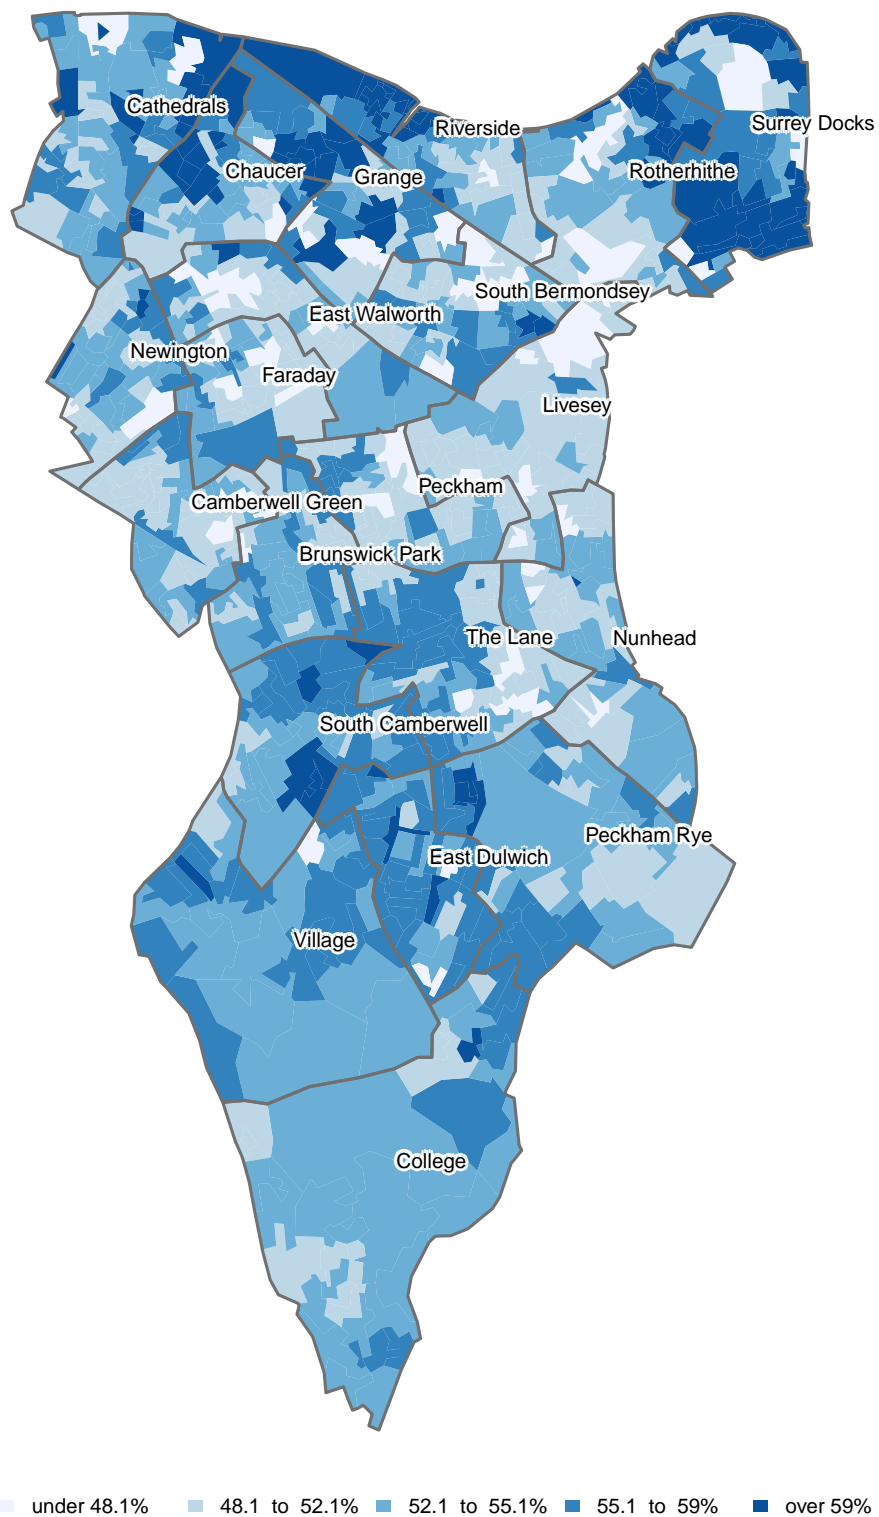 Cathedrals
Riverside
Surrey Docks
Chaucer
Grange
Rotherhithe
South Bermondsey
East Walworth
Newington
Faraday
Livesey
Peckham
Camberwell Green
Brunswick Park
The Lane
Nunhead
South Camberwell
Peckham Rye
East Dulwich
Village
College
under 48.1% 48.1 to 52.1% 52.1 to 55.1% 55.1 to 59% over 59%